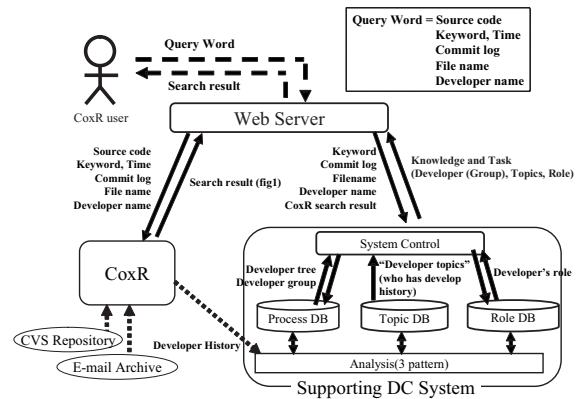 Query Word = Source code
Keyword, Time
Commit log
File name
Developer name
Query Word
Search result
CoxR user
Web Server
Source code
Keyword, Time
Commit log
File name
Developer name
Search result (fig1)
Keyword
Commit log
Filename
Developer name
CoxR search result
Knowledge and Task
(Developer (Group), Topics, Role)
System Control
CoxR
Developer tree
Developer group
“Developer topics”
(who has develop
history)
Developer's role
Process DB
Topic DB
Role DB
CVS Repository
E-mail Archive
Developer History
Analysis(3 pattern)
Supporting DC System